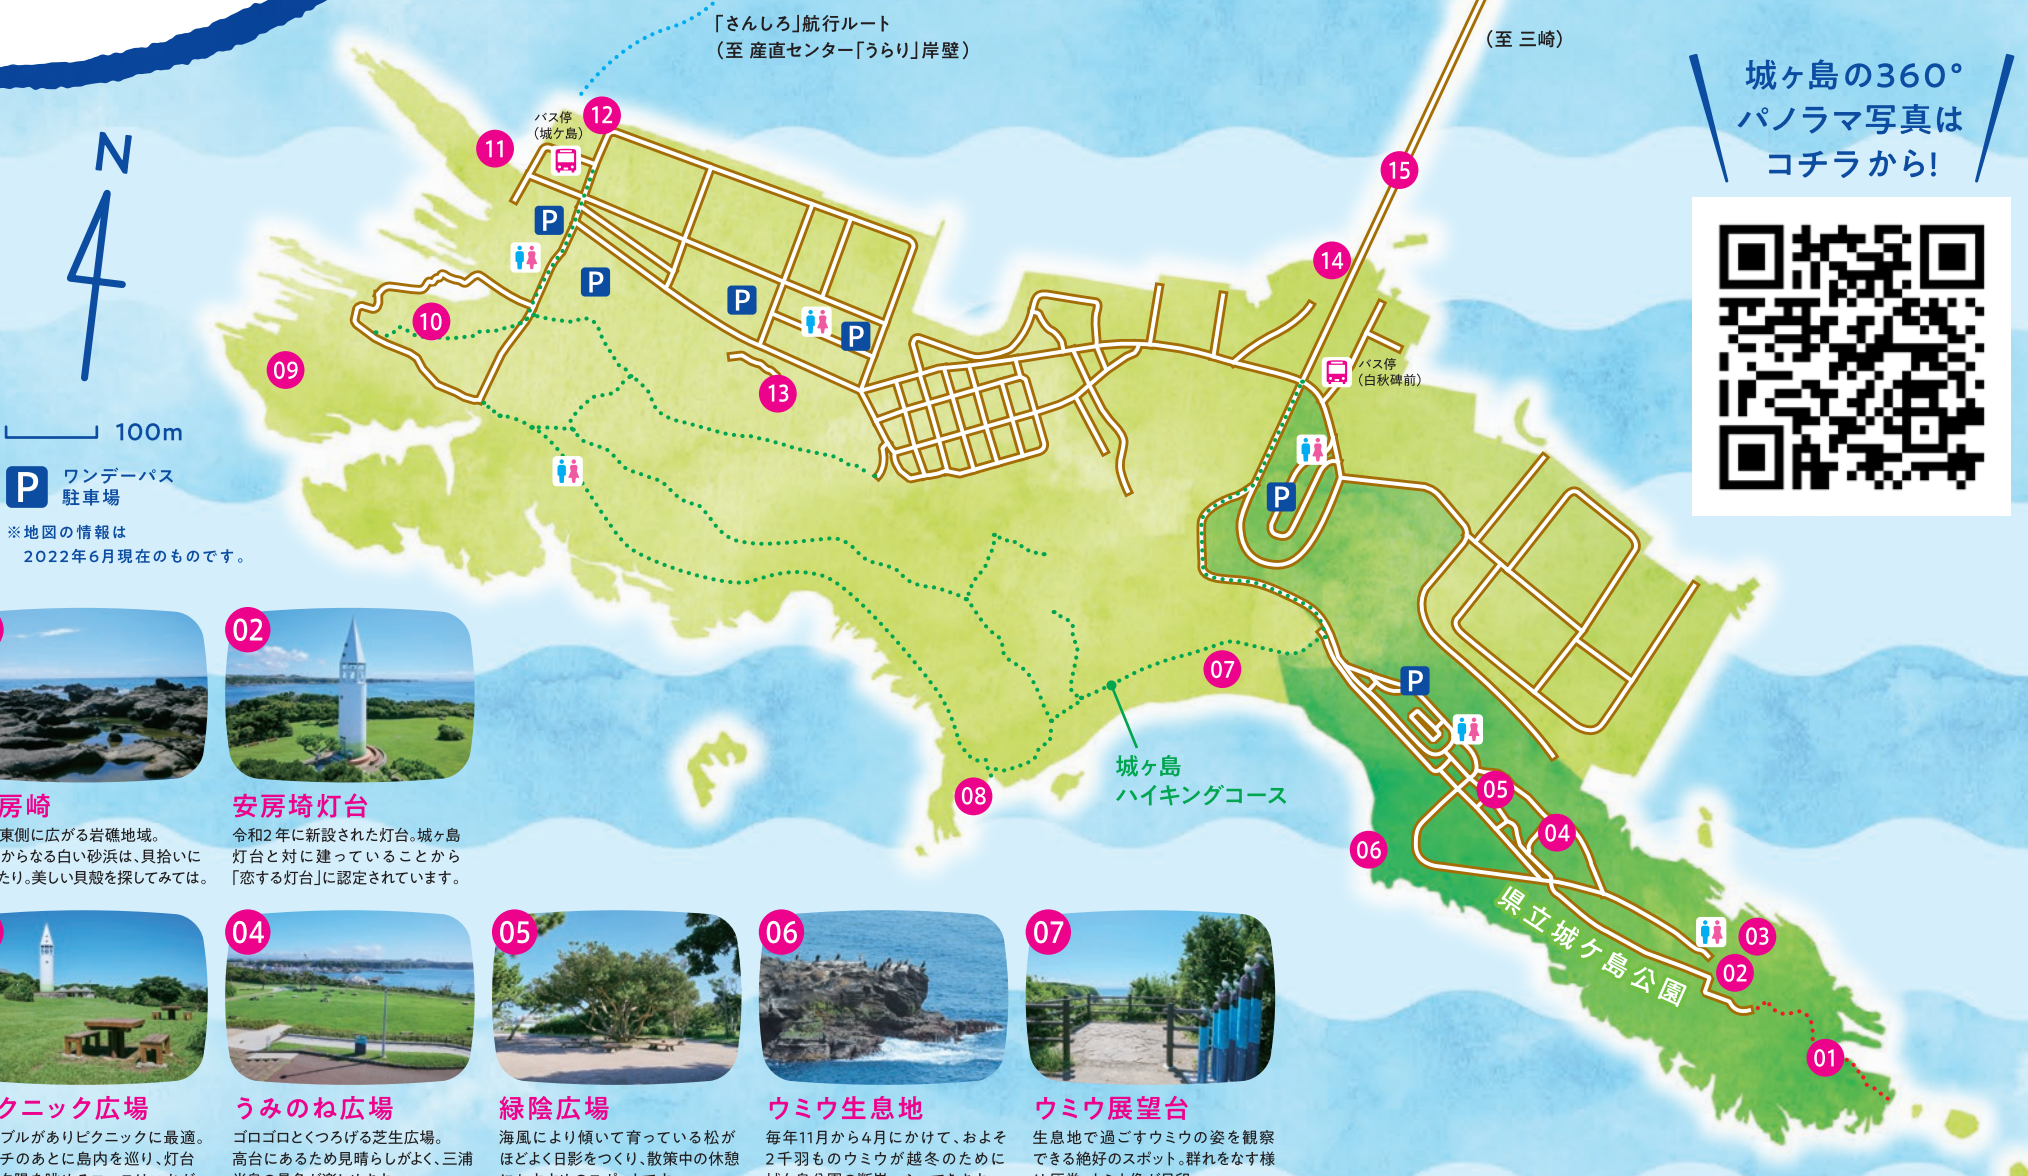 「さんしろ」航行ルート
(至 産直センター「うらり」岸壁)
(至 三崎)
城ヶ島の360°
パノラマ写真は
コチラから!
N
バス停
(城ケ島)
12
11
15
14
P
P
P
P
10
09
13
バス停
(白秋碑前)
100m
P ワンデーパス
駐車場
※地図の情報は
2022年6月現在のものです。
P
07
P
城ヶ島
ハイキングコース
08
05
04
06
県立城ケ島公園
03
02
01
房崎
東側に広がる岩礁地域。
からなる白い砂浜は、貝拾いに
たり。美しい貝殻を探してみては。
02
安房埼灯台
令和2年に新設された灯台。城ヶ島
灯台と対に建っていることから
「恋する灯台」に認定されています。
クニック広場
ブルがありピクニックに最適。
チのあとに島内を巡り、灯台
04
うみのね広場
ゴロゴロとくつろげる芝生広場。
高台にあるため見晴らしがよく、三浦
05
緑陰広場
海風により傾いて育っている松が
ほどよく日影をつくり、散策中の休憩
06
ウミウ生息地
毎年11月から4月にかけて、およそ
2千羽ものウミウが越冬のために
07
ウミウ展望台
生息地で過ごすウミウの姿を観察
できる絶好のスポット。群れをなす様